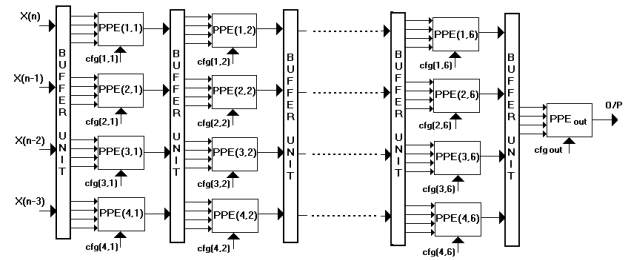 X(n)
PPE(1,1)
PPE(1,2)
PPE(1,6)
cfg(1,1)
cfg(1,2)
cfg(1,6)
X(n-1)
PPE(2,1)
PPE(2,2)
PPE(2,6)
cfg(2,1)
cfg(2,2)
cfg(2,6)
X(n-2)
PPE(3,1)
PPE(3,2)
PPE(3,6)
cfg(3,1)
cfg(3,2)
cfg(3,6)
X(n-3)
PPE(4,1)
PPE(4,2)
PPE(4,6)
cfg(4,1)
cfg(4,2)
cfg(4,6)
BUFFER UNIT
BUFFER UNIT
BUFFER UNIT
BUFFER UNIT
BUFFER UNIT
PPE out
O/P
cfg out